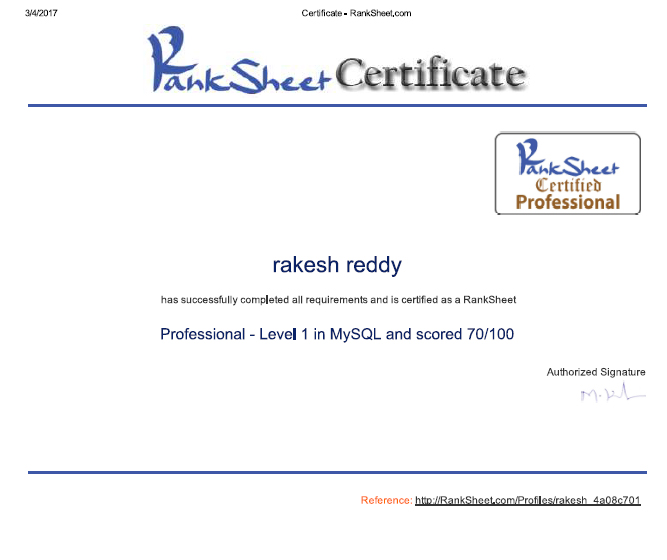 3/4/2017 Certificate - RankSheet.com
RankSheet Certificate
RankSheet
Certified
Professional
rakesh reddy
has successfully completed all requirements and is certified as a RankSheet
Professional - Level 1 in MySQL and scored 70/100
Authorized Signature
Reference: http://RankSheet.com/Profiles/rakesh_4a08c701